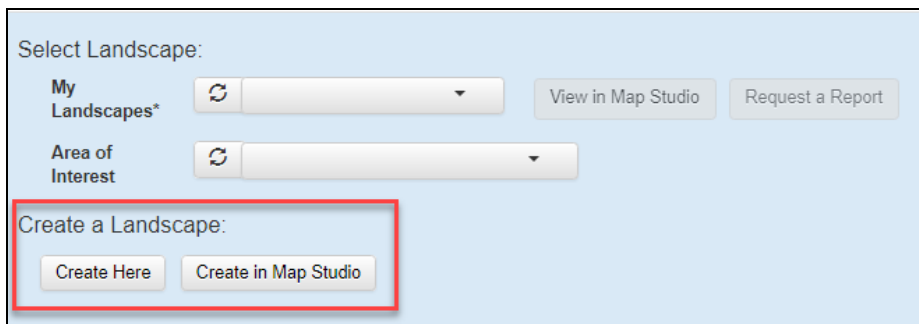 Select Landscape:
My
Landscapes*
View in Map Studio
Request a Report
Area of
Interest
Create a Landscape:
Create Here
Create in Map Studio